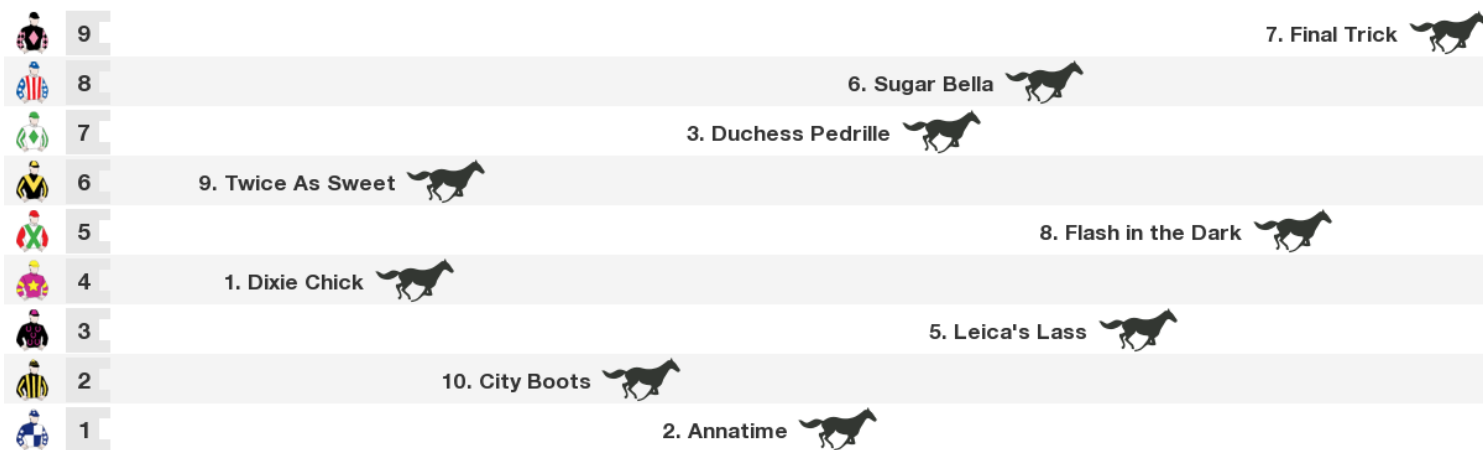 9 7. Final Trick
8 6. Sugar Bella
7 3. Duchess Pedrille
6 9. Twice As Sweet
5 8. Flash in the Dark
4 1. Dixie Chick
3 5. Leica's Lass
2 10. City Boots
1 2. Annatime